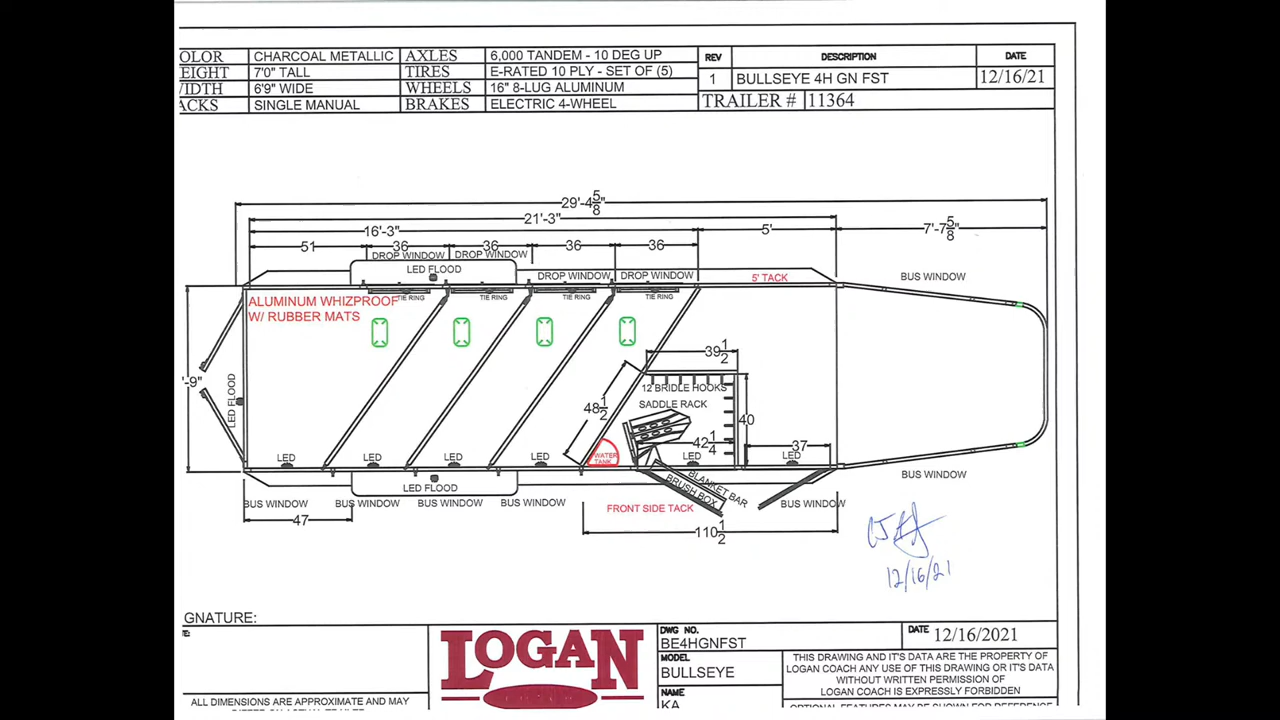 OLOR CHARCOAL METALLIC AXLES 6,000 TANDEM - 10 DEG UP
EIGHT 7'0" TALL TIRES E-RATED 10 PLY - SET OF (5)
IDTH 6'9" WIDE WHEELS 16" 8-LUG ALUMINUM
ACKS SINGLE MANUAL BRAKES ELECTRIC 4-WHEEL
REV DESCRIPTION DATE
1 BULLSEYE 4H GN FST 12/16/21
TRAILER # 11364
29'-4 5/8"
21'-3"
16'-3" 5' 7'-7 5/8"
51 36 36 36 36
DROP WINDOW DROP WINDOW
LED FLOOD
DROP WINDOW DROP WINDOW
5' TACK
BUS WINDOW
TIE RING TIE RING TIE RING TIE RING
ALUMINUM WHIZPROOF
W/ RUBBER MATS
39 1/2
'-9"
LED FLOOD
12 BRIDLE HOOKS
SADDLE RACK
48 1/2
40
42 1/4
37
WATER
TANK
LED LED LED LED LED LED
BLANKET BAR
BRUSH BOX
LED FLOOD
BUS WINDOW
BUS WINDOW BUS WINDOW BUS WINDOW BUS WINDOW BUS WINDOW
FRONT SIDE TACK
47
110 1/2
12/16/21
GNATURE:
LOGAN
DWG NO.
BE4HGNFST
DATE 12/16/2021
MODEL
BULLSEYE
NAME
KA
THIS DRAWING AND IT'S DATA ARE THE PROPERTY OF
LOGAN COACH ANY USE OF THIS DRAWING OR IT'S DATA
WITHOUT WRITTEN PERMISSION OF
LOGAN COACH IS EXPRESSLY FORBIDDEN
ALL DIMENSIONS ARE APPROXIMATE AND MAY
OPTIONAL FEATURES MAY BE SHOWN FOR REFERENCE